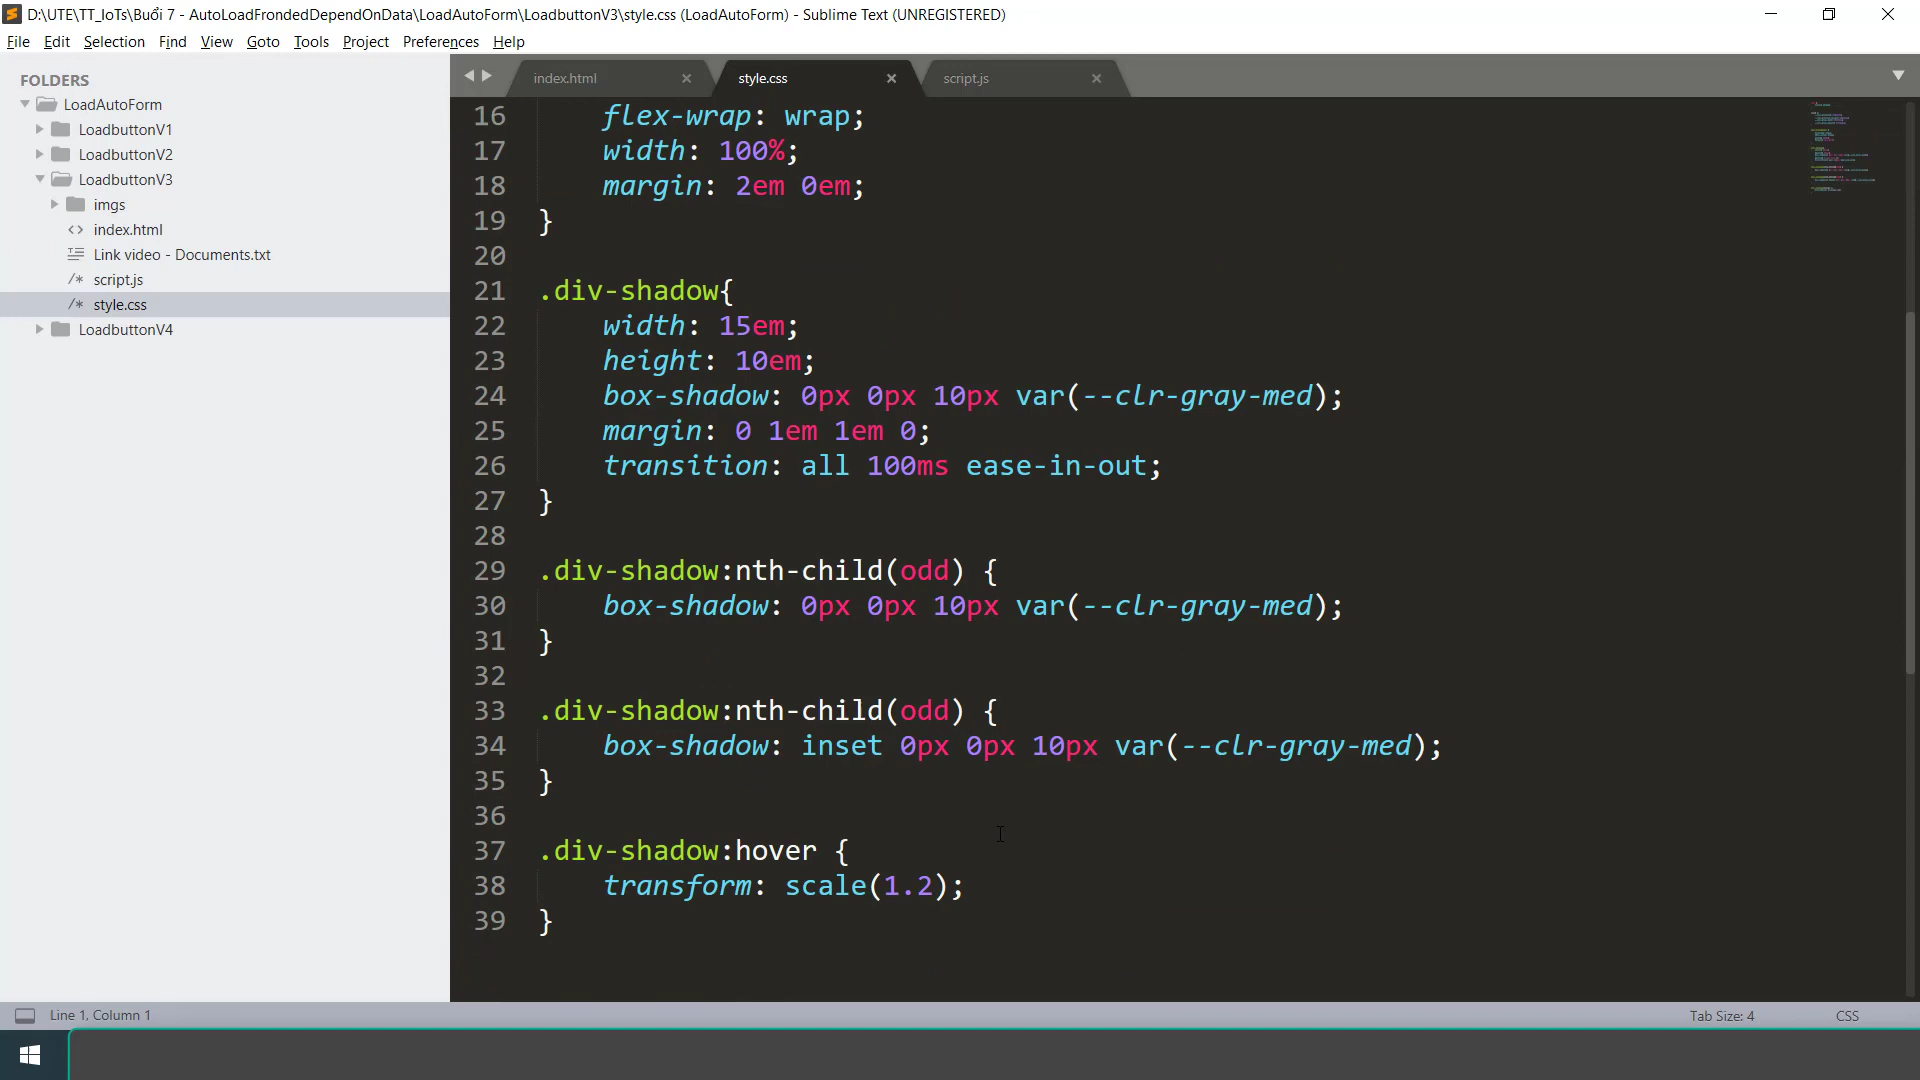 D:\UTE\TT_IoTs\Buổi 7 - AutoLoadFrondedDependOnData\LoadAutoForm\LoadbuttonV3\style.css (LoadAutoForm) - Sublime Text (UNREGISTERED)
File Edit Selection Find View Goto Tools Project Preferences Help
FOLDERS
LoadAutoForm
LoadbuttonV1
LoadbuttonV2
LoadbuttonV3
imgs
<> index.html
Link video - Documents.txt
/* script.js
/* style.css
LoadbuttonV4
index.html × style.css × script.js ×
16 flex-wrap: wrap;
17 width: 100%;
18 margin: 2em 0em;
19 }
20
21 .div-shadow{
22 width: 15em;
23 height: 10em;
24 box-shadow: 0px 0px 10px var(--clr-gray-med);
25 margin: 0 1em 1em 0;
26 transition: all 100ms ease-in-out;
27 }
28
29 .div-shadow:nth-child(odd) {
30 box-shadow: 0px 0px 10px var(--clr-gray-med);
31 }
32
33 .div-shadow:nth-child(odd) {
34 box-shadow: inset 0px 0px 10px var(--clr-gray-med);
35 }
36
37 .div-shadow:hover {
38 transform: scale(1.2);
39 }
Line 1, Column 1 Tab Size: 4 CSS